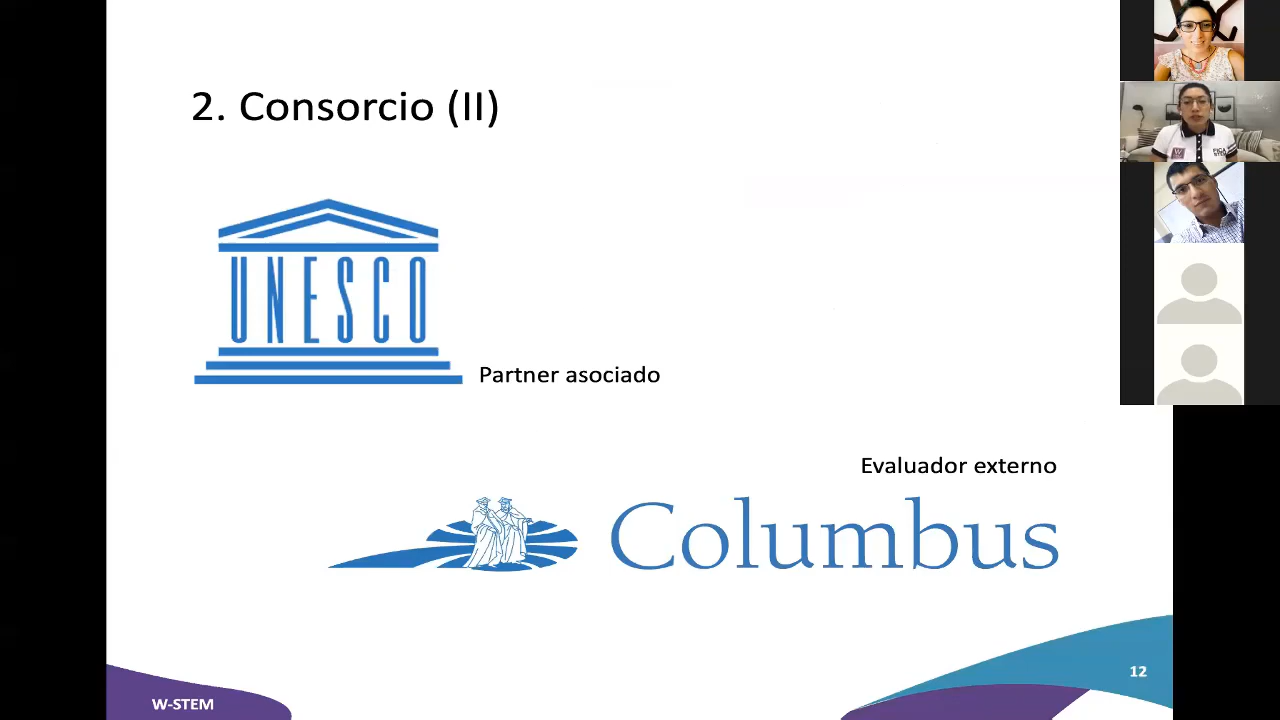 2. Consorcio (II)
UNESCO
Partner asociado
Evaluador externo
Columbus
W-STEM
12